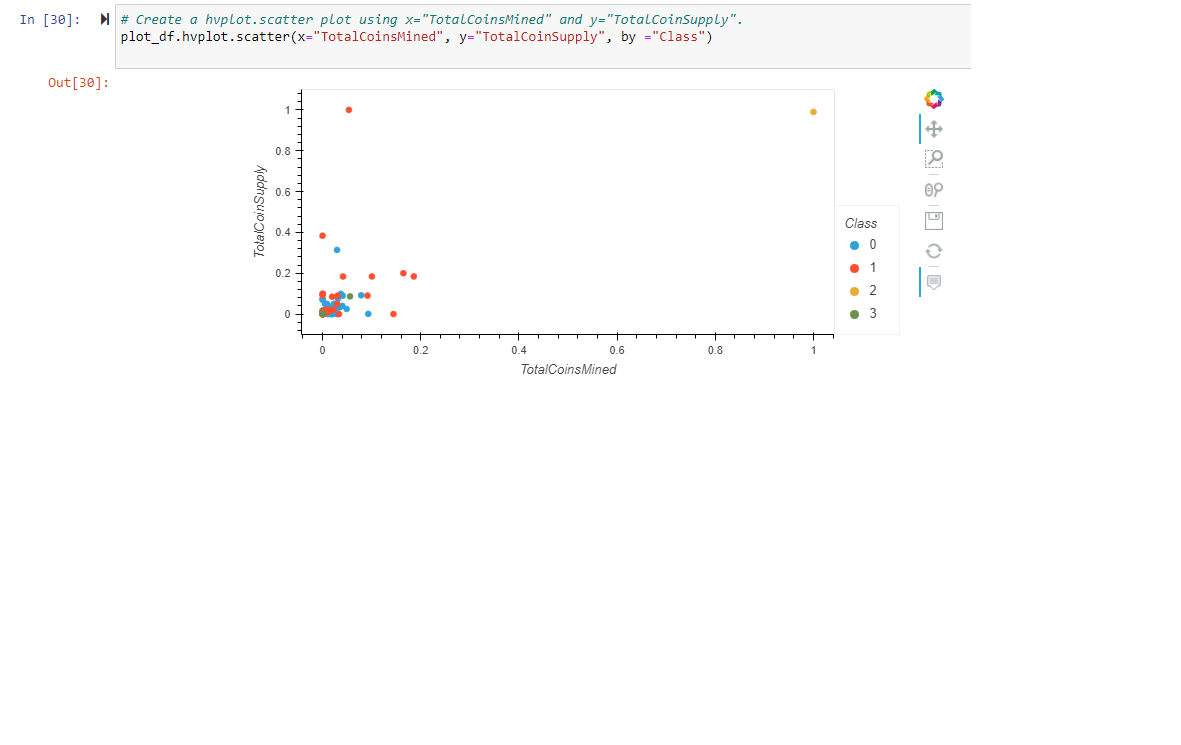 In [30]:
# Create a hvplot.scatter plot using x="TotalCoinsMined" and y="TotalCoinSupply".
plot_df.hvplot.scatter(x="TotalCoinsMined", y="TotalCoinSupply", by ="Class")
Out[30]:
1
0.8
0.6
0.4
0.2
0
TotalCoinSupply
0 0.2 0.4 0.6 0.8 1
TotalCoinsMined
Class
0
1
2
3